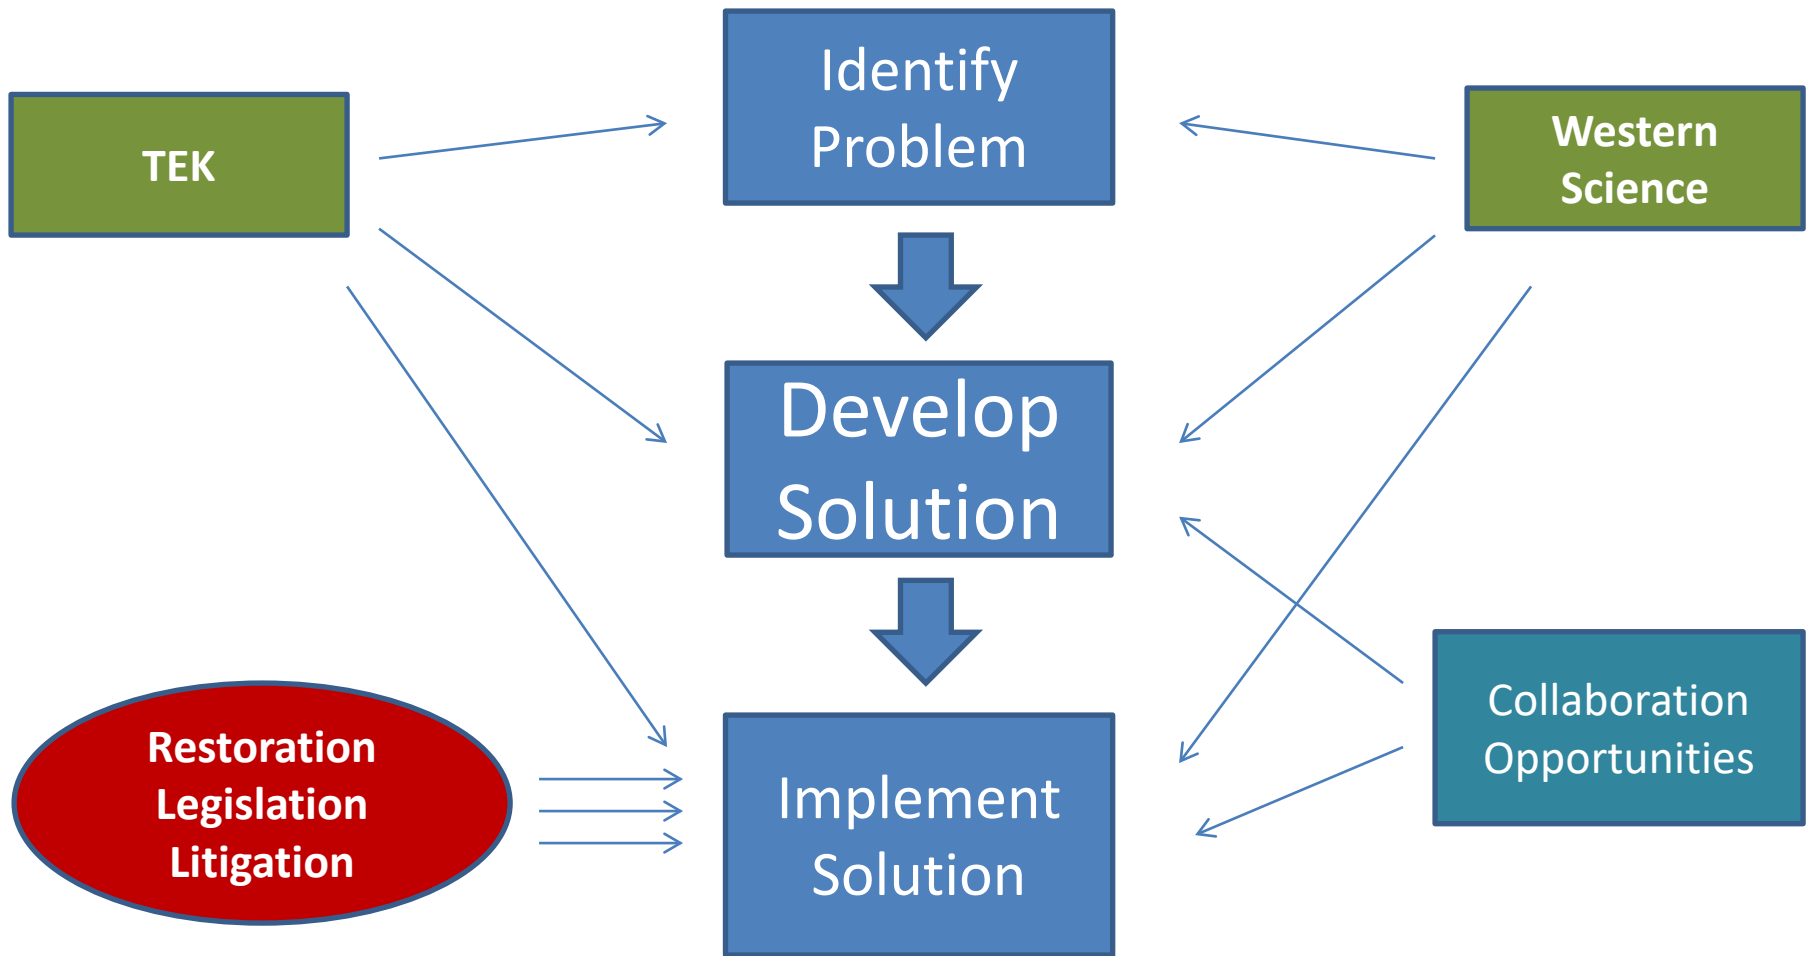 Identify
Problem
TEK
Western
Science
Develop
Solution
Restoration
Legislation
Litigation
Implement
Solution
Collaboration
Opportunities